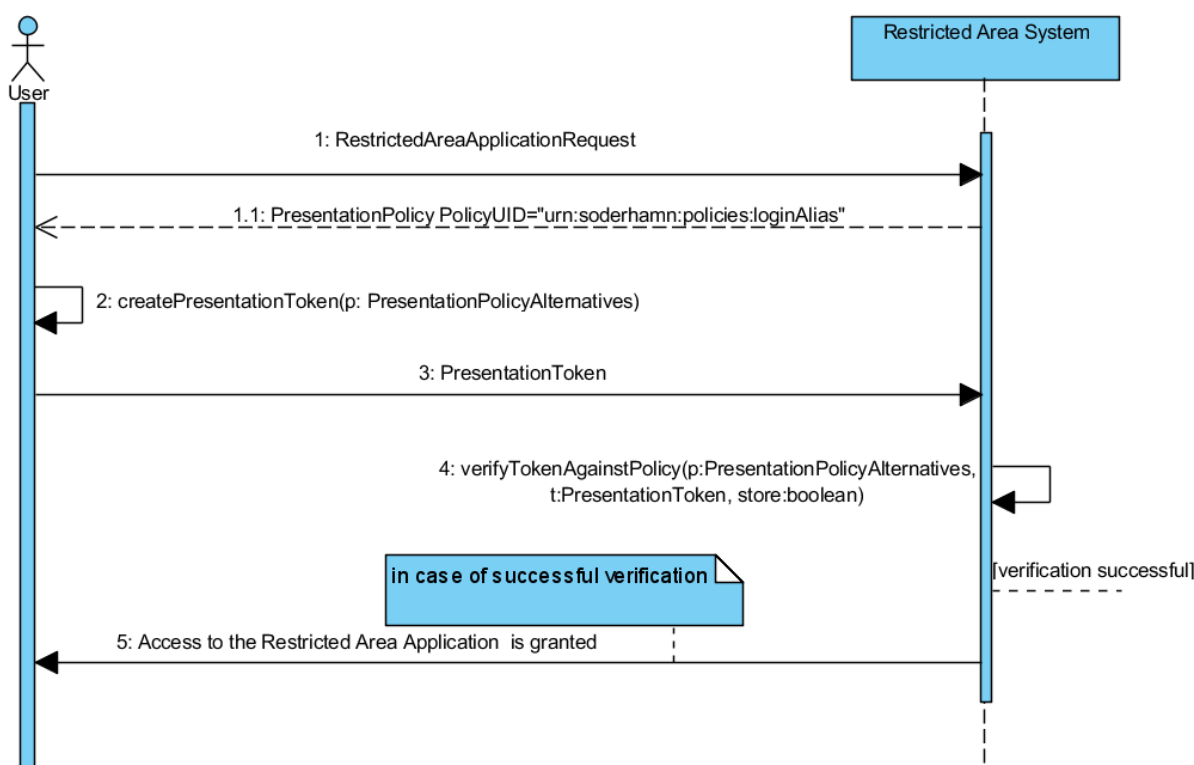 Restricted Area System
User
1: RestrictedAreaApplicationRequest
1.1: PresentationPolicy PolicyUID="urn:soderhamn:policies:loginAlias"
2: createPresentationToken(p: PresentationPolicyAlternatives)
3: PresentationToken
4: verifyTokenAgainstPolicy(p:PresentationPolicyAlternatives,
t:PresentationToken, store:boolean)
in case of successful verification
[verification successful]
5: Access to the Restricted Area Application  is granted